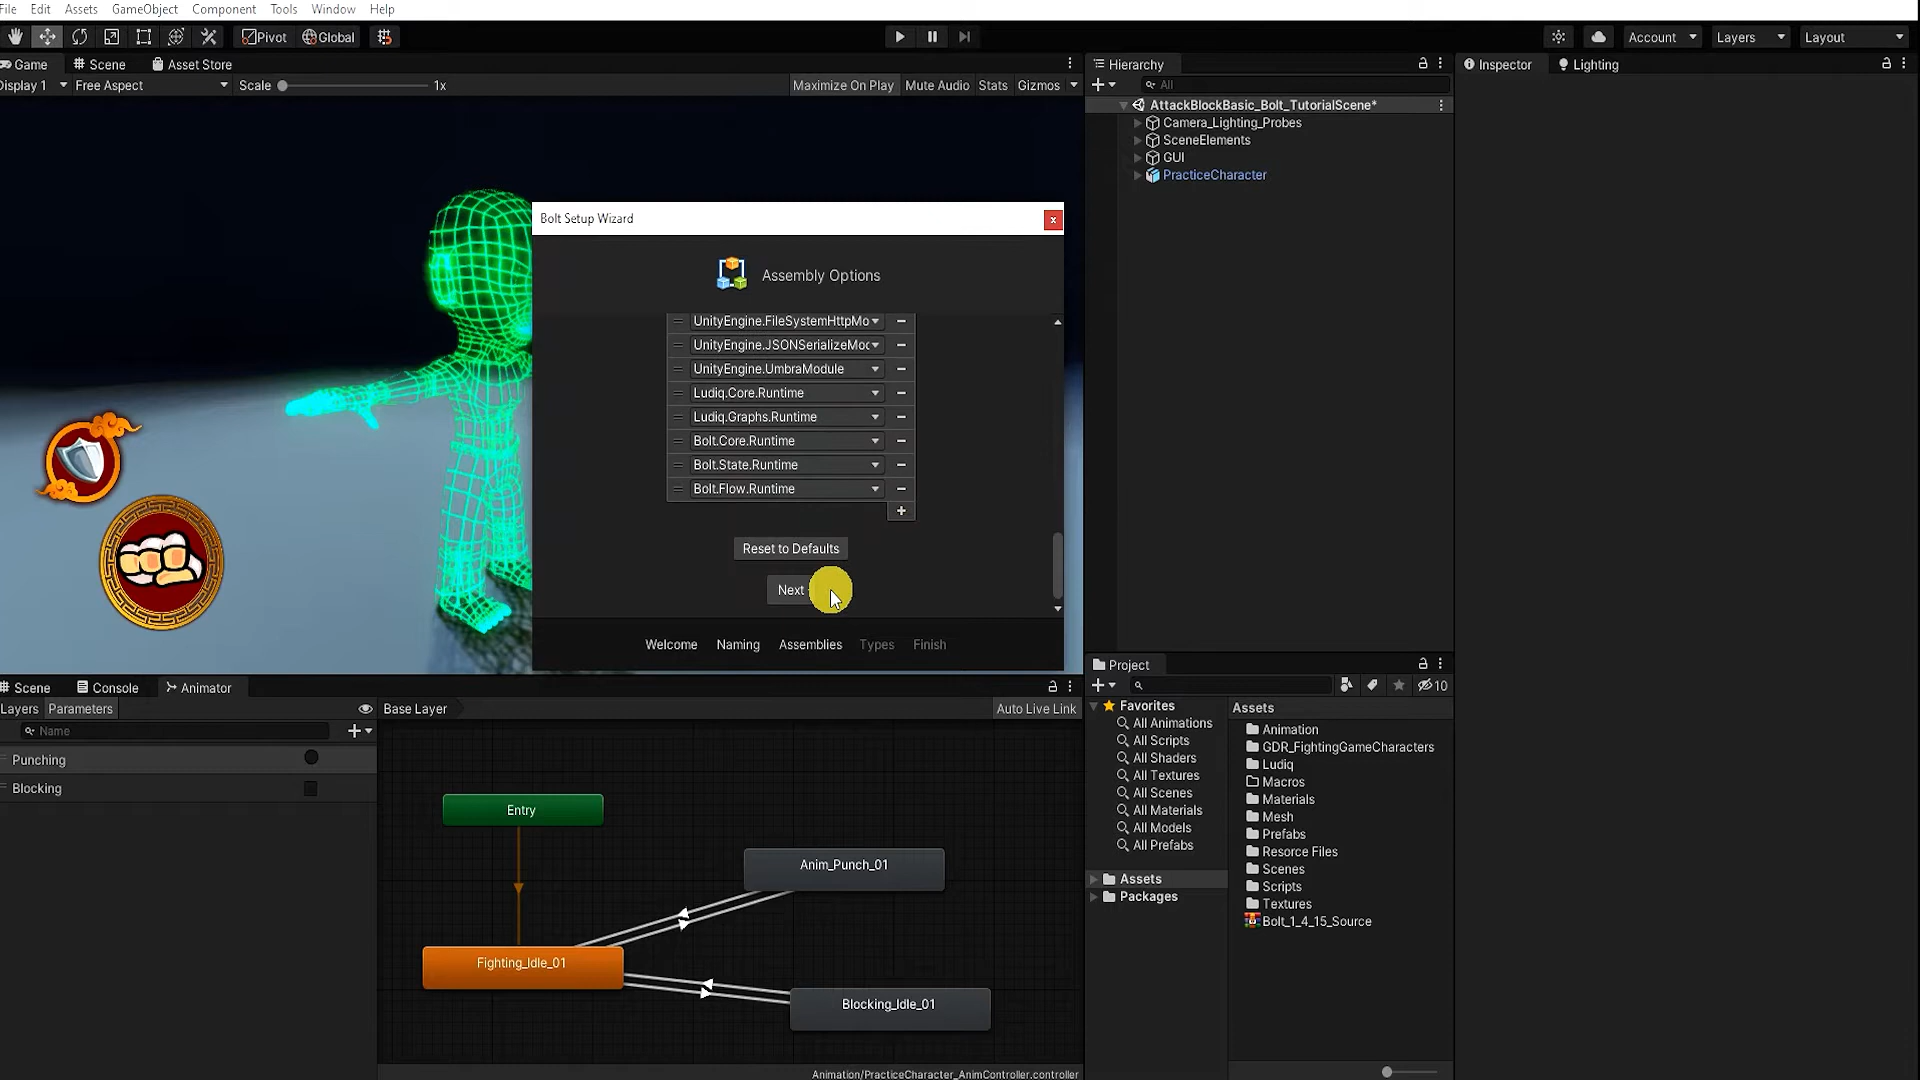 File Edit Assets GameObject Component Tools Window Help
Pivot Global Account Layers Layout
Game Scene Asset Store
Display 1 Free Aspect Scale 1x Maximize On Play Mute Audio Stats Gizmos
Bolt Setup Wizard
Assembly Options
UnityEngine.FileSystemHttpMo
UnityEngine.JSONSerializeMoc
UnityEngine.UmbraModule
Ludiq.Core.Runtime
Ludiq.Graphs.Runtime
Bolt.Core.Runtime
Bolt.State.Runtime
Bolt.Flow.Runtime
Reset to Defaults
Next
Welcome Naming Assemblies Types Finish
Hierarchy
All
AttackBlockBasic_Bolt_TutorialScene*
Camera_Lighting_Probes
SceneElements
GUI
PracticeCharacter
Inspector Lighting
Scene Console Animator
Layers Parameters
Name
Punching
Blocking
Base Layer Auto Live Link
Entry
Anim_Punch_01
Fighting_Idle_01
Blocking_Idle_01
Animation/PracticeCharacter_AnimController.controller
Project
10
Favorites
All Animations
All Scripts
All Shaders
All Textures
All Scenes
All Materials
All Models
All Prefabs
Assets
Packages
Assets
Animation
GDR_FightingGameCharacters
Ludiq
Macros
Materials
Mesh
Prefabs
Resorce Files
Scenes
Scripts
Textures
Bolt_1_4_15_Source